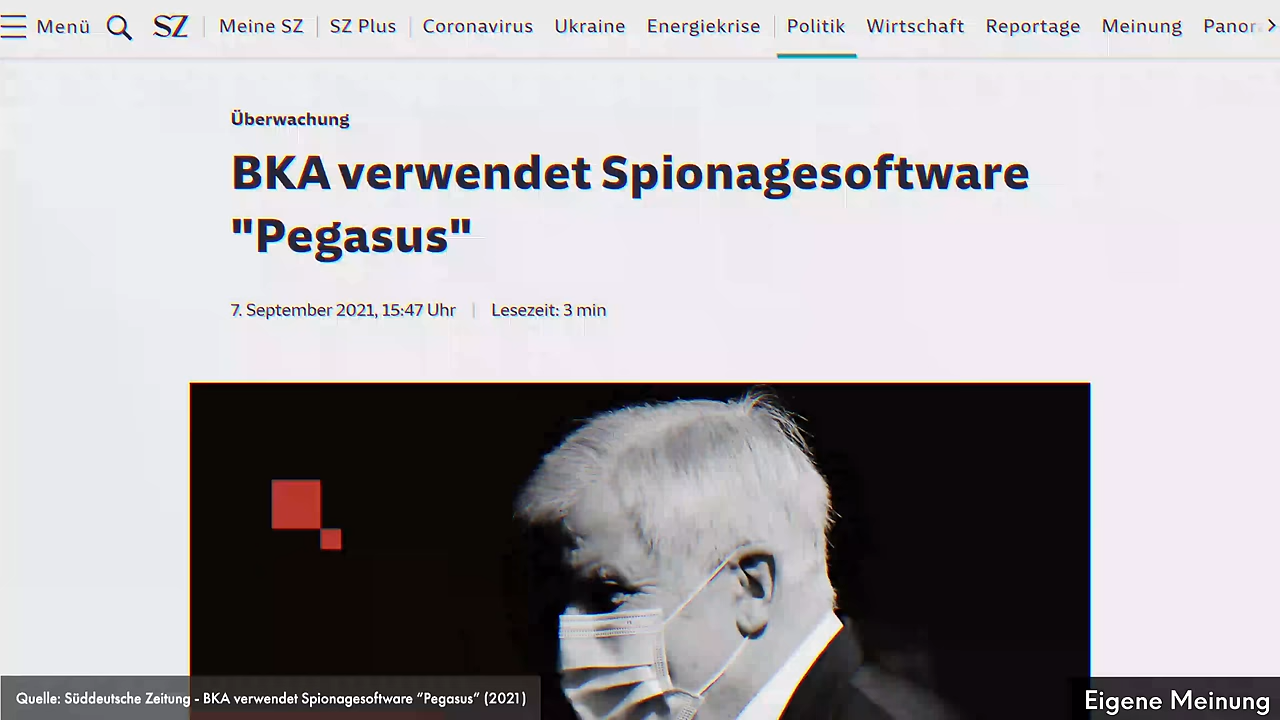 Menü SZ Meine SZ SZ Plus Coronavirus Ukraine Energiekrise Politik Wirtschaft Reportage Meinung Panor
Überwachung
BKA verwendet Spionagesoftware
"Pegasus"
7. September 2021, 15:47 Uhr | Lesezeit: 3 min
Quelle: Süddeutsche Zeitung - BKA verwendet Spionagesoftware “Pegasus” (2021)
Eigene Meinung